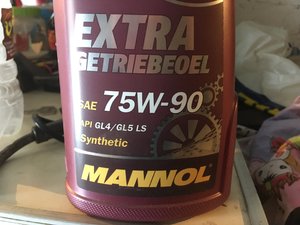 EXTRA
GETRIEBEOEL
SAE 75W-90
API GL4/GL5 LS
Synthetic
MANNOL